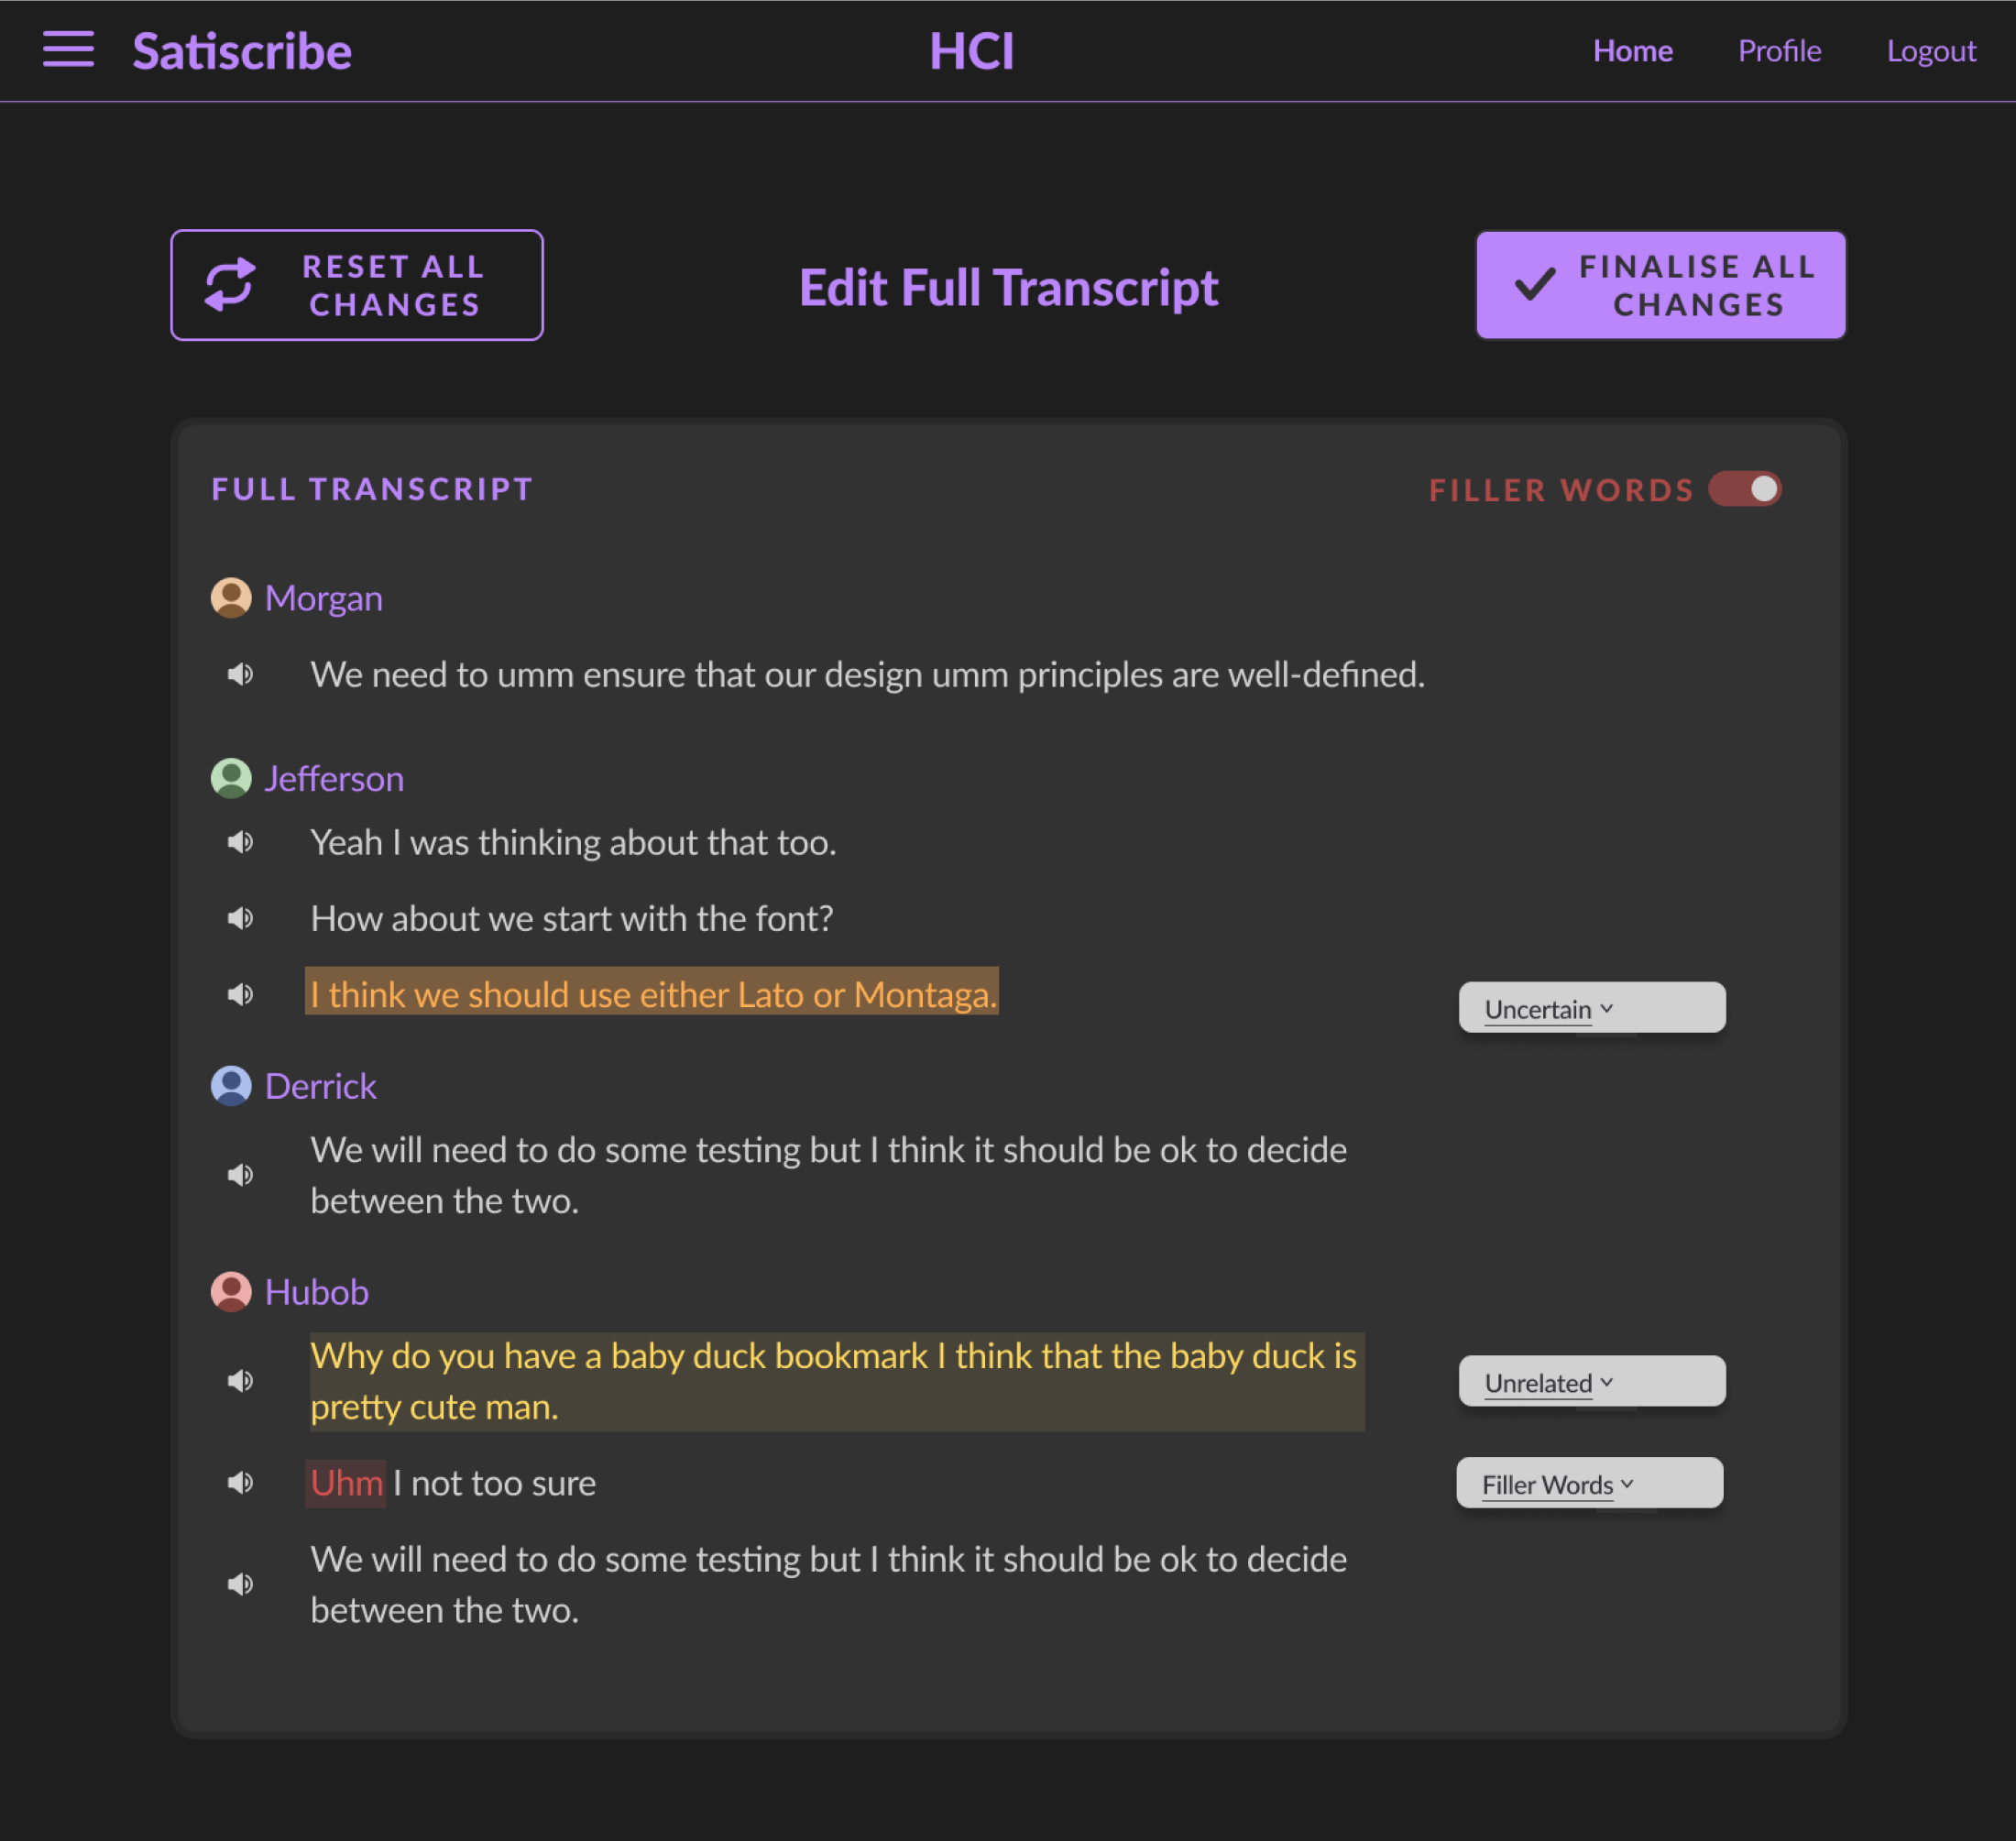 Satiscribe
HCI
Home
Profile
Logout
RESET ALL
CHANGES
Edit Full Transcript
FINALISE ALL
CHANGES
FULL TRANSCRIPT
FILLER WORDS
Morgan
We need to umm ensure that our design umm principles are well-defined.
Jefferson
Yeah I was thinking about that too.
How about we start with the font?
I think we should use either Lato or Montaga.
Uncertain
Derrick
We will need to do some testing but I think it should be ok to decide
between the two.
Hubob
Why do you have a baby duck bookmark I think that the baby duck is
pretty cute man.
Unrelated
Uhm I not too sure
Filler Words
We will need to do some testing but I think it should be ok to decide
between the two.